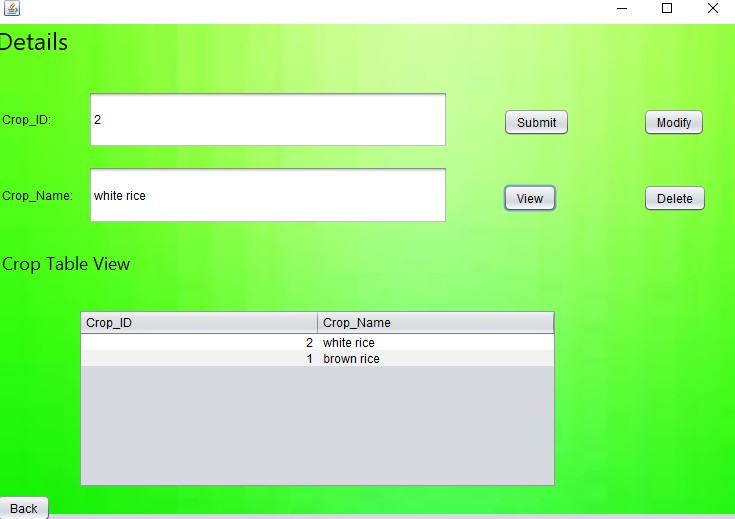 Details
Crop_ID: 2 Submit Modify
Crop_Name: white rice View Delete
Crop Table View
Crop_ID Crop_Name
2 white rice
1 brown rice
Back